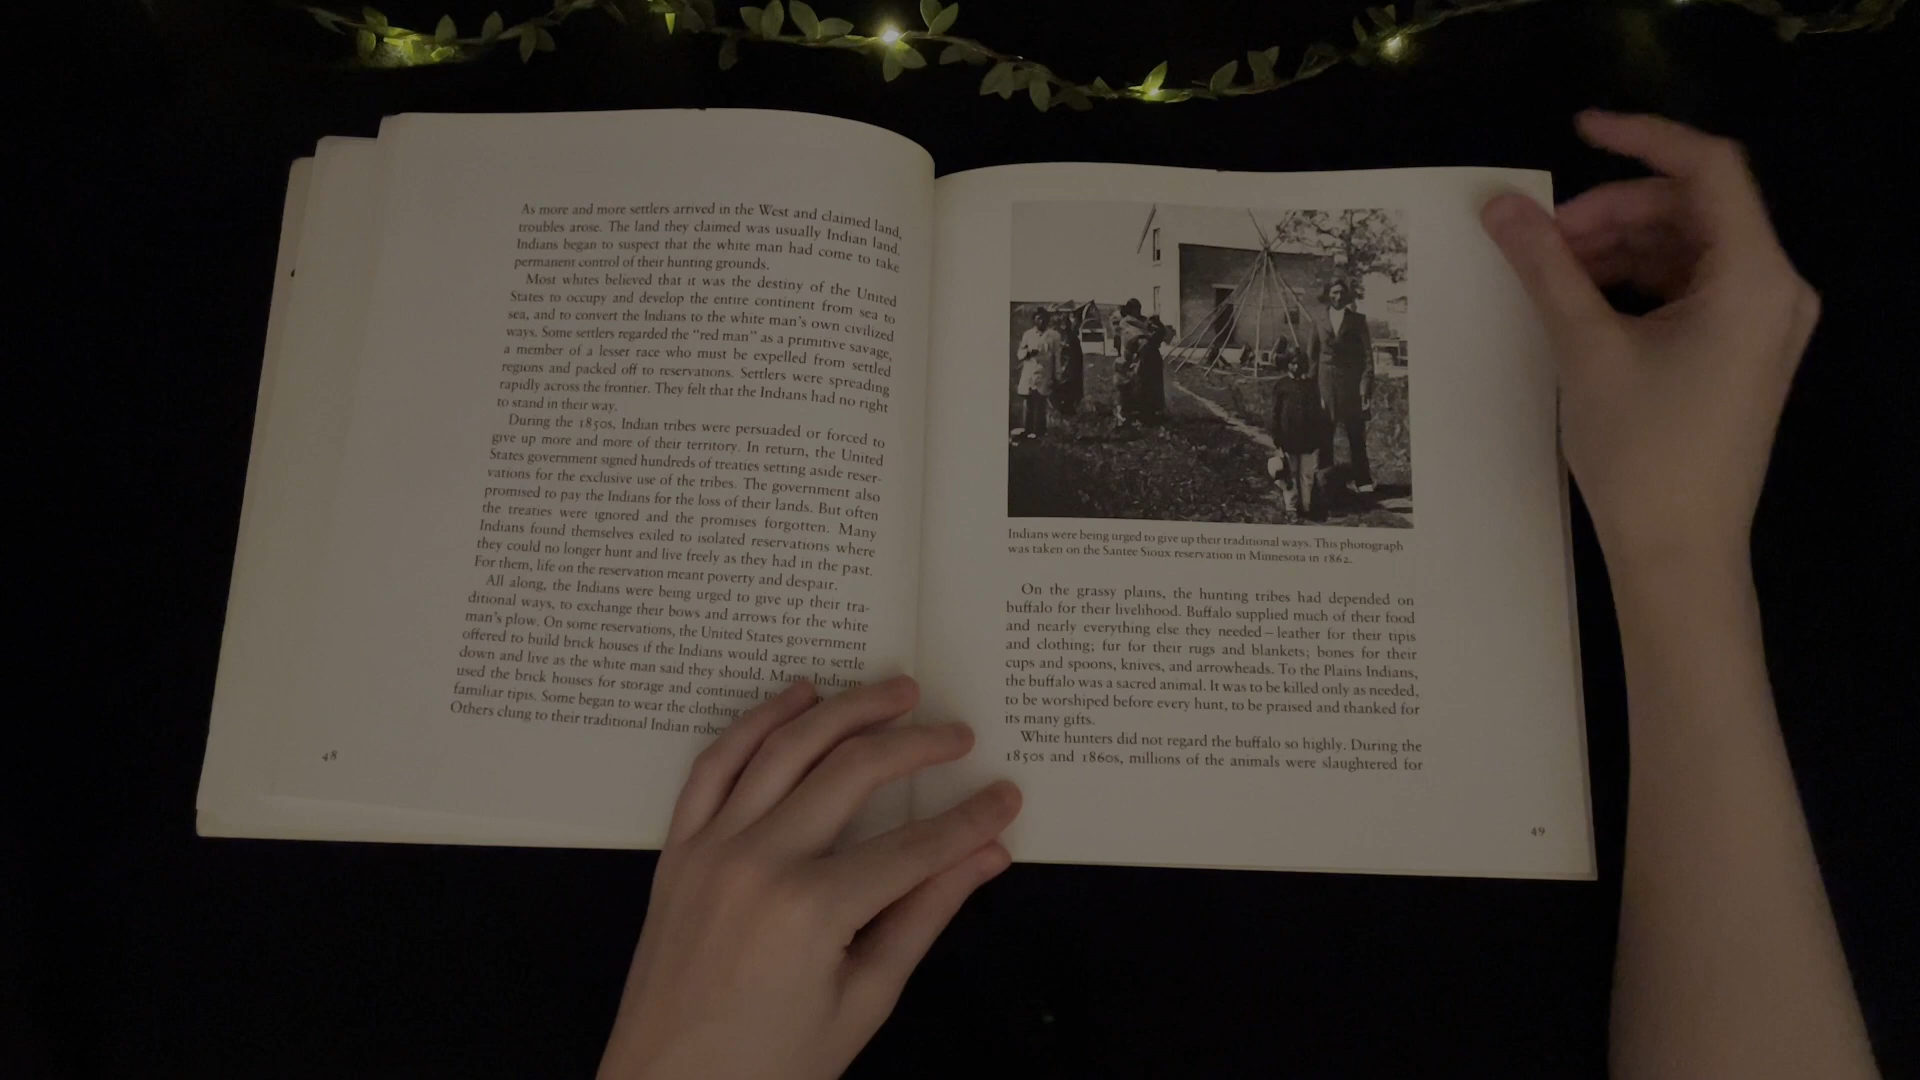 As more and more settlers arrived in the West and claimed land,
troubles arose. The land they claimed was usually Indian land.
Indians began to suspect that the white man had come to take
permanent control of their hunting grounds.
Most whites believed that it was the destiny of the United
States to occupy and develop the entire continent from sea to
sea, and to convert the Indians to the white man's own civilized
ways. Some settlers regarded the "red man" as a primitive savage,
a member of a lesser race who must be expelled from settled
regions and packed off to reservations. Settlers were spreading
rapidly across the frontier. They felt that the Indians had no right
to stand in their way.
During the 1850s, Indian tribes were persuaded or forced to
give up more and more of their territory. In return, the United
States government signed hundreds of treaties setting aside reser-
vations for the exclusive use of the tribes. The government also
promised to pay the Indians for the loss of their lands. But often
the treaties were ignored and the promises forgotten. Many
Indians found themselves exiled to isolated reservations where
they could no longer hunt and live freely as they had in the past.
For them, life on the reservation meant poverty and despair.
All along, the Indians were being urged to give up their tra-
ditional ways, to exchange their bows and arrows for the white
man's plow. On some reservations, the United States government
offered to build brick houses if the Indians would agree to settle
down and live as the white man said they should. Many Indians
used the brick houses for storage and continued
familiar tipis. Some began to wear the clothing
Others clung to their traditional Indian robe
48
Indians were being urged to give up their traditional ways. This photograph
was taken on the Santee Sioux reservation in Minnesota in 1862.
On the grassy plains, the hunting tribes had depended on
buffalo for their livelihood. Buffalo supplied much of their food
and nearly everything else they needed – leather for their tipis
and clothing; fur for their rugs and blankets; bones for their
cups and spoons, knives, and arrowheads. To the Plains Indians,
the buffalo was a sacred animal. It was to be killed only as needed,
to be worshiped before every hunt, to be praised and thanked for
its many gifts.
White hunters did not regard the buffalo so highly. During the
1850s and 1860s, millions of the animals were slaughtered for
49